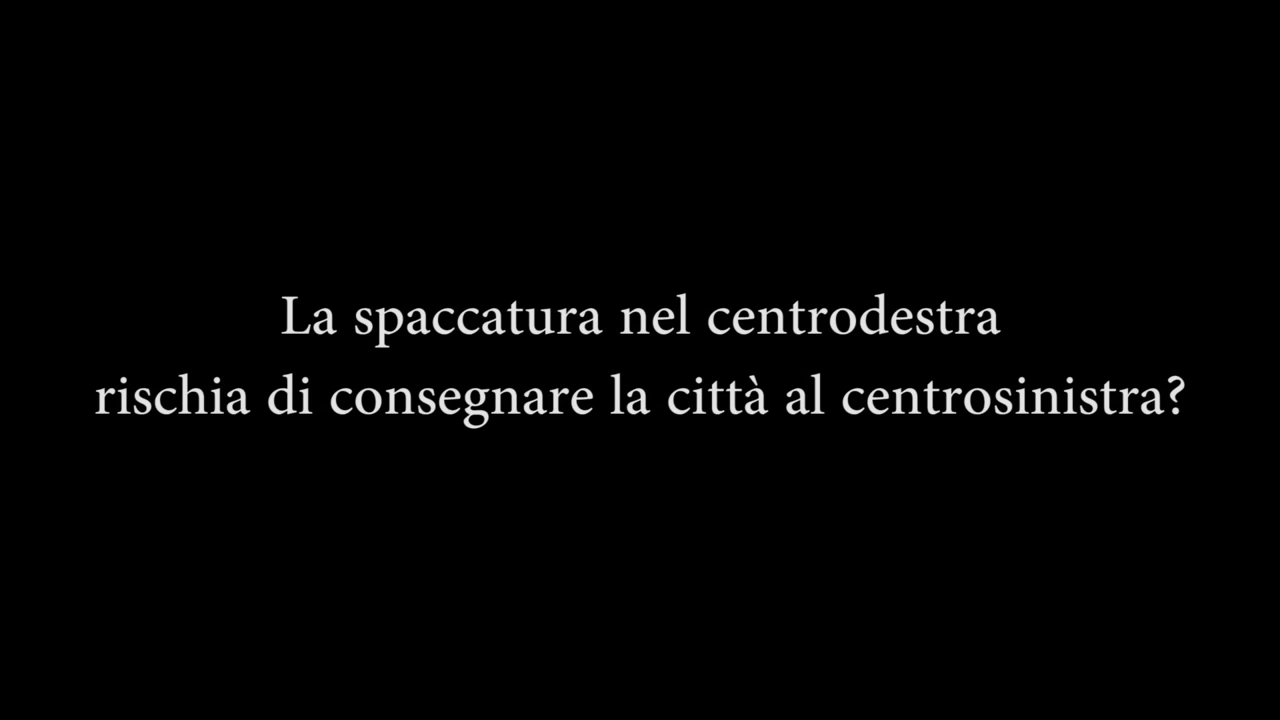 La spaccatura nel centrodestra
rischia di consegnare la città al centrosinistra?